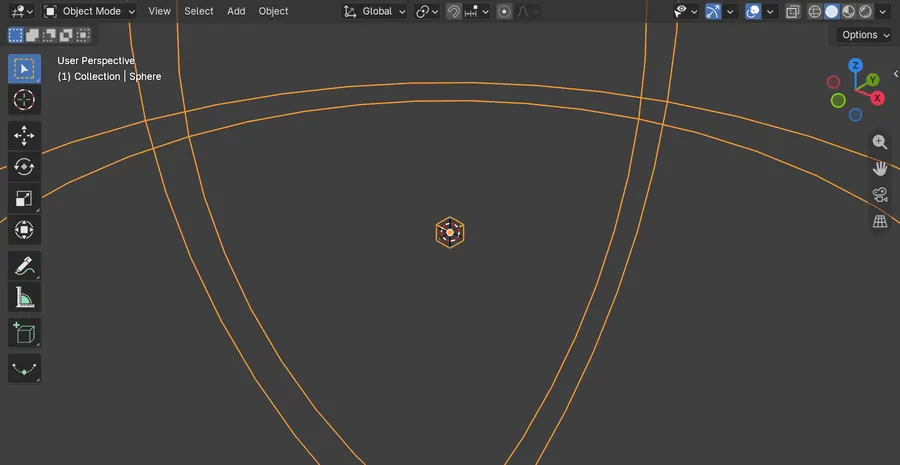 Object Mode View Select Add Object Global
Options
User Perspective
(1) Collection | Sphere
Z
Y
X